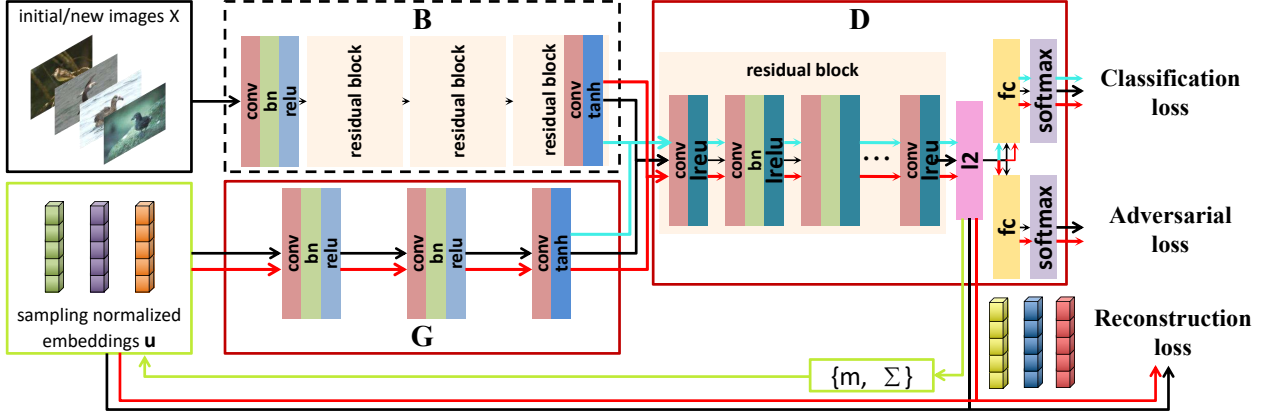 initial/new images X
B
conv
bn
relu
residual block
residual block
residual block
conv
tanh
D
residual block
conv
lreu
conv
bn
lrelu
...
conv
lreu
l2
fc
softmax
fc
softmax
Classification
loss
Adversarial
loss
Reconstruction
loss
sampling normalized
embeddings u
conv
bn
relu
conv
bn
relu
conv
tanh
G
{m, Σ}